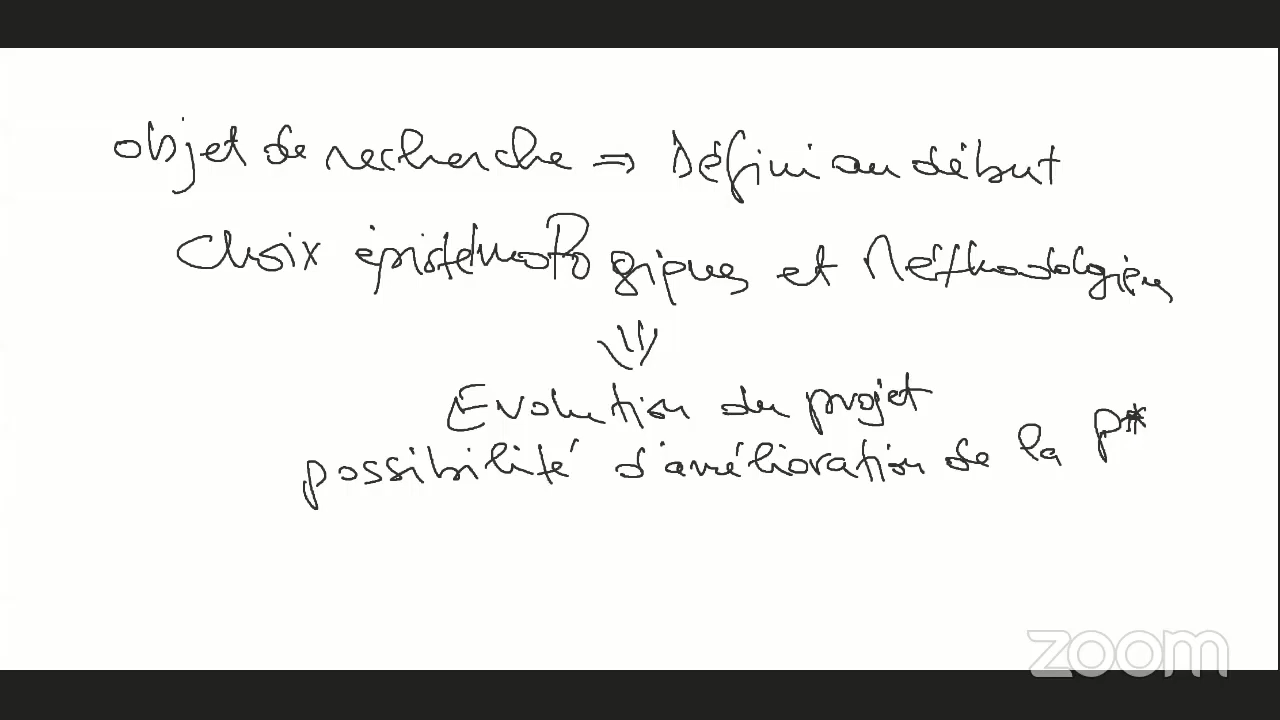 objet de recherche ⇒ Défini au début
Choix épistémologiques et Méthodologiques
⇓
Evolution du projet
possibilité d'amélioration de la P*
zoom